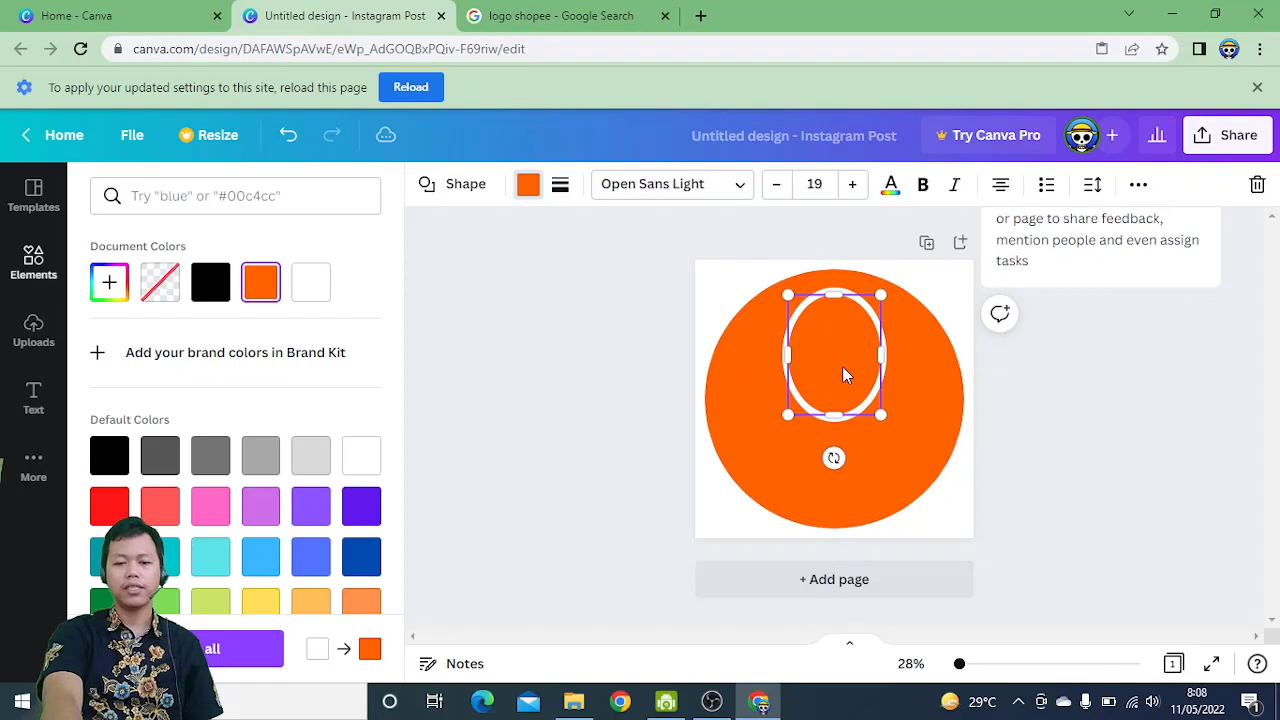 Home - Canva
Untitled design - Instagram Post
logo shopee - Google Search
canva.com/design/DAFAWSpAVwE/eWp_AdGOQBxPQiv-F69riw/edit
To apply your updated settings to this site, reload this page
Reload
Home
File
Resize
Untitled design - Instagram Post
Try Canva Pro
Share
Try "blue" or "#00c4cc"
Shape
Open Sans Light
19
B
I
A
Templates
Elements
Uploads
Text
More
Document Colors
Add your brand colors in Brand Kit
Default Colors
all
or page to share feedback,
mention people and even assign
tasks
+ Add page
Notes
28%
1
29°C
8:08
11/05/2022
1